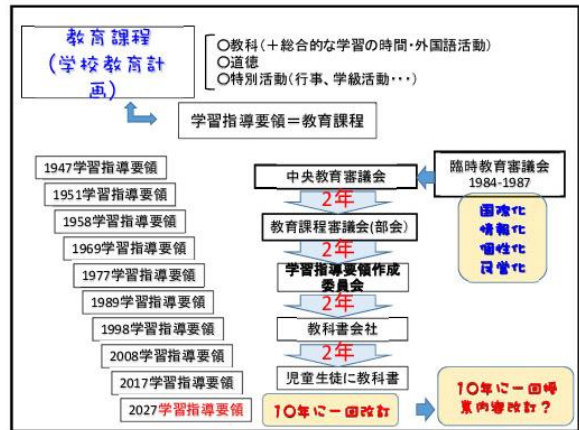 教育課程
(学校教育計
画)
〇教科(+総合的な学習の時間・外国語活動)
〇道徳
〇特別活動(行事、学級活動・・・)
学習指導要領=教育課程
1947学習指導要領
1951学習指導要領
1958学習指導要領
1969学習指導要領
1977学習指導要領
1989学習指導要領
1998学習指導要領
2008学習指導要領
2017学習指導要領
2027学習指導要領
中央教育審議会
2年
教育課程審議会(部会)
2年
学習指導要領作成
委員会
2年
教科書会社
2年
児童生徒に教科書
臨時教育審議会
1984-1987
国際化
情報化
個性化
民営化
10年に一回改訂
10年に一回授
業内容改訂?